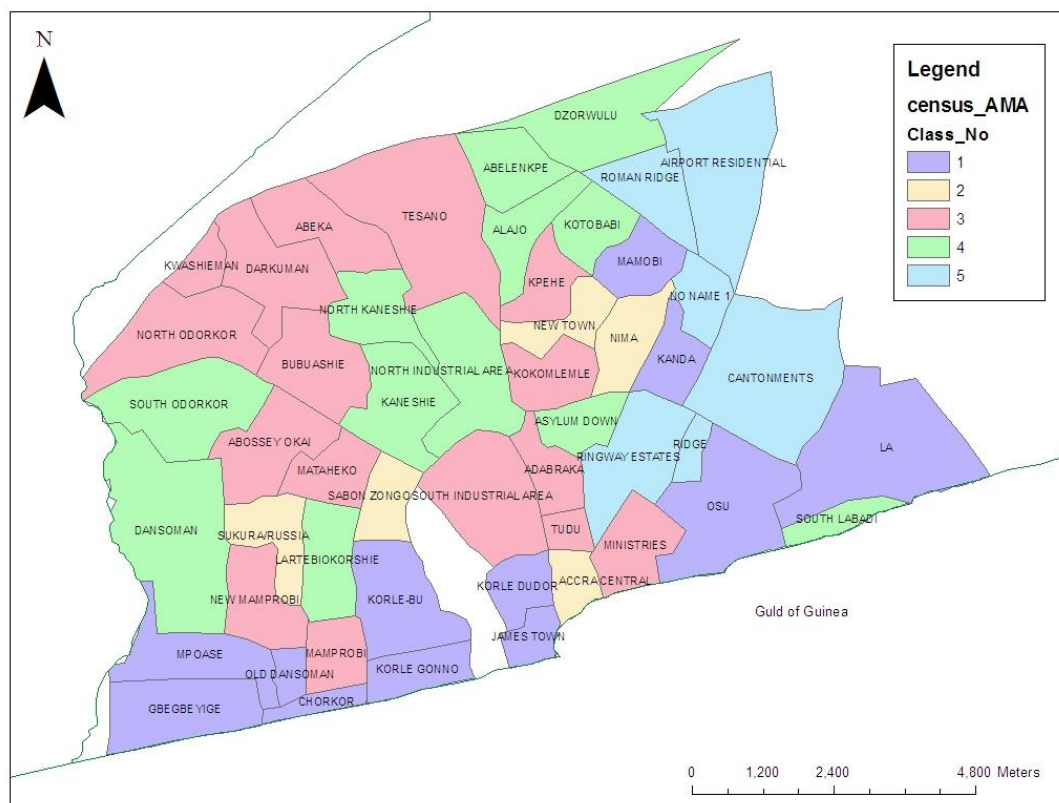 N
Legend
census_AMA
Class_No
1
2
3
4
5
DZORWULU
ABELENKPE
AIRPORT RESIDENTIAL
ROMAN RIDGE
TESANO
ABEKA
ALAJO
KOTOBABI
KWASHIEMAN
DARKUMAN
MAMOBI
KPEHE
NO NAME 1
NORTH KANESHIE
NORTH ODORKOR
NEW TOWN
NIMA
KANDA
BUBUASHIE
NORTH INDUSTRIAL AREA
KOKOMLEMLE
CANTONMENTS
SOUTH ODORKOR
KANESHIE
ASYLUM DOWN
ABOSSEY OKAI
RIDGE
LA
RINGWAY ESTATES
MATAHEKO
ADABRAKA
SABON ZONGO
SOUTH INDUSTRIAL AREA
OSU
SOUTH LABADI
DANSOMAN
TUDU
SUKURA/RUSSIA
MINISTRIES
LARTEBIOKORSHIE
ACCRA CENTRAL
KORLE DUDOR
NEW MAMPROBI
KORLE-BU
Guld of Guinea
JAMES TOWN
MPOASE
MAMPROBI
OLD DANSOMAN
KORLE GONNO
CHORKOR
GBEGBEYIGE
0 1,200 2,400 4,800 Meters